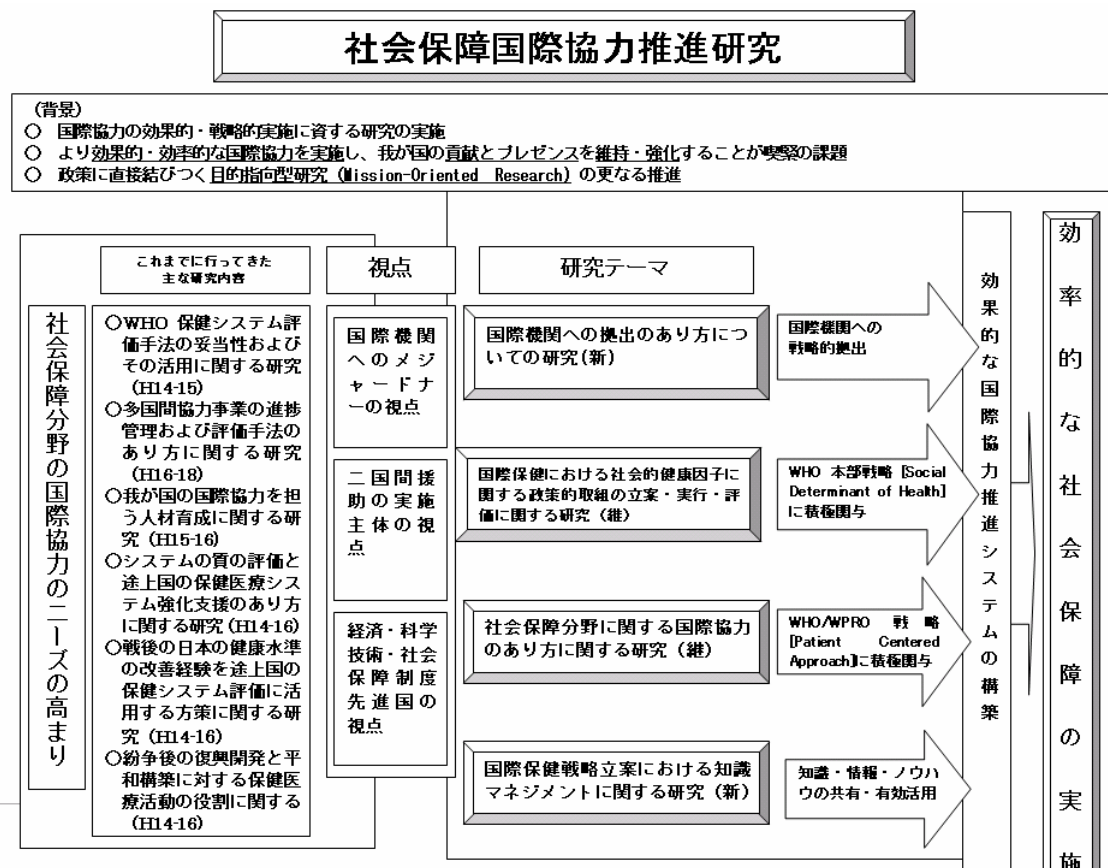 社会保障国際協力推進研究
(背景)
○ 国際協力の効果的・戦略的実施に資する研究の実施
○ より効果的・効率的な国際協力を実施し、我が国の貢献とプレゼンスを維持・強化することが喫緊の課題
○ 政策に直接結びつく目的指向型研究 (Mission-Oriented Research) の更なる推進
社会保障分野の国際協力のニーズの高まり
これまでに行ってきた
主な研究内容
○WHO 保健システム評
価手法の妥当性および
その活用に関する研究
(H14-15)
○多国間協力事業の進捗
管理および評価手法の
あり方に関する研究
(H16-18)
○我が国の国際協力を担
う人材育成に関する研
究 (H15-16)
○システムの質の評価と
途上国の保健医療シス
テム強化支援のあり方
に関する研究 (H14-16)
○戦後の日本の健康水準
の改善経験を途上国の
保健システム評価に活
用する方策に関する研
究 (H14-16)
○紛争後の復興開発と平
和構築に対する保健医
療活動の役割に関する
(H14-16)
視点
国際機関
へのメジ
ャードナ
ーの視点
二国間援
助の実施
主体の視
点
経済・科学
技術・社会
保障制度
先進国の
視点
研究テーマ
国際機関への拠出のあり方につ
いての研究(新)
国際保健における社会的健康因子に
関する政策的取組の立案・実行・評
価に関する研究 (継)
社会保障分野に関する国際協力
のあり方に関する研究 (継)
国際保健戦略立案における知識
マネジメントに関する研究 (新)
国際機関への
戦略的拠出
WHO 本部戦略 [Social
Determinant of Health]
に積極関与
WHO/WPRO 戦略
[Patient Centered
Approach]に積極関与
知識・情報・ノウハ
ウの共有・有効活用
効果的な国際協力推進システムの構築
効率的な社会保障の実施